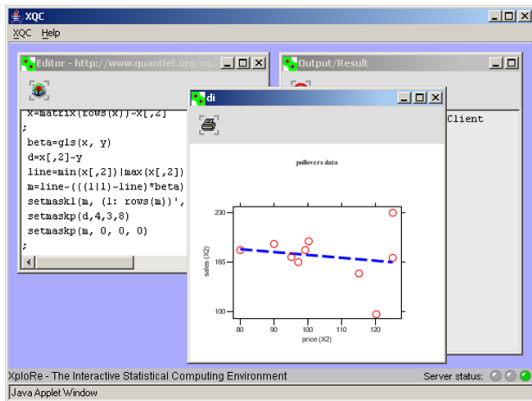 XQC
XQC Help
Editor - http://www.quantlet.org/m...
x=matrix(rows(x))~x[,2]
;
beta=gls(x, y)
d=x[,2]~y
line=min(x[,2])|max(x[,2])
m=line~(((1|1)~line)*beta)
setmaskl(m, (1: rows(m))',
setmaskp(d,4,3,8)
setmaskp(m, 0, 0, 0)
;
Output/Result
Client
di
pullovers data
sales (X2)
230
165
100
80 90 100 110 120
price (X2)
XploRe - The Interactive Statistical Computing Environment
Server status:
Java Applet Window